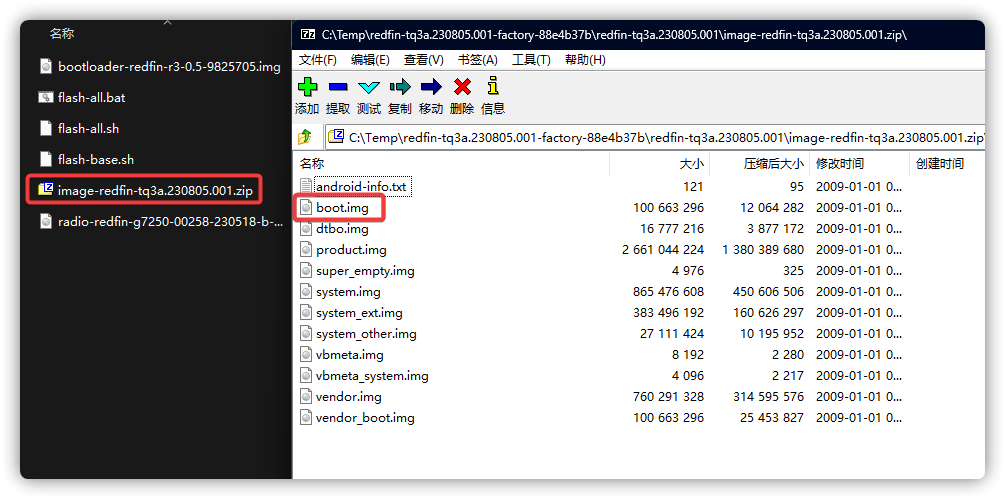 名称
bootloader-redfin-r3-0.5-9825705.img
flash-all.bat
flash-all.sh
flash-base.sh
image-redfin-tq3a.230805.001.zip
radio-redfin-g7250-00258-230518-b-...
C:\Temp\redfin-tq3a.230805.001-factory-88e4b37b\redfin-tq3a.230805.001\image-redfin-tq3a.230805.001.zip\
文件(F) 编辑(E) 查看(V) 书签(A) 工具(T) 帮助(H)
添加 提取 测试 复制 移动 删除 信息
C:\Temp\redfin-tq3a.230805.001-factory-88e4b37b\redfin-tq3a.230805.001\image-redfin-tq3a.230805.001.zip\
名称 大小 压缩后大小 修改时间 创建时间
android-info.txt 121 95 2009-01-01 0...
boot.img 100 663 296 12 064 282 2009-01-01 0...
dtbo.img 16 777 216 3 877 172 2009-01-01 0...
product.img 2 661 044 224 1 380 389 680 2009-01-01 0...
super_empty.img 4 976 325 2009-01-01 0...
system.img 865 476 608 450 606 506 2009-01-01 0...
system_ext.img 383 496 192 160 626 297 2009-01-01 0...
system_other.img 27 111 424 10 195 952 2009-01-01 0...
vbmeta.img 8 192 2 280 2009-01-01 0...
vbmeta_system.img 4 096 2 217 2009-01-01 0...
vendor.img 760 291 328 314 595 576 2009-01-01 0...
vendor_boot.img 100 663 296 25 453 827 2009-01-01 0...